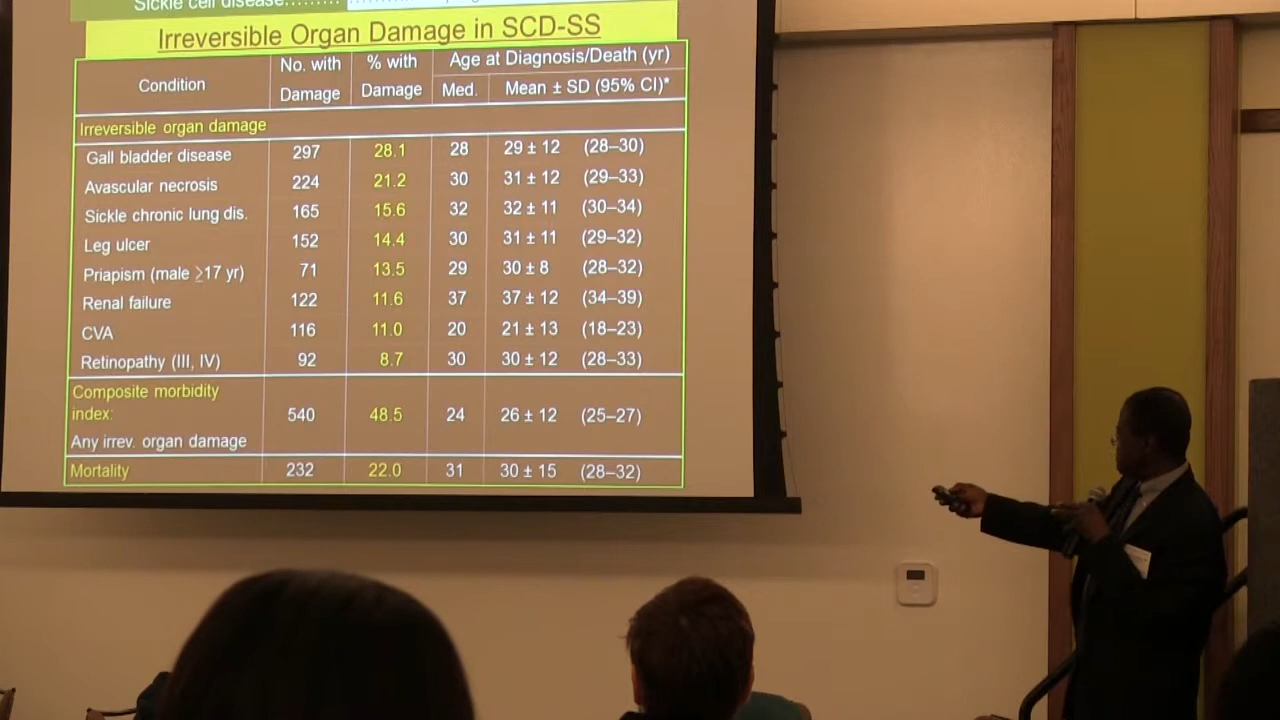 Sickle cell disease.........
Irreversible Organ Damage in SCD-SS
Condition No. with Damage % with Damage Age at Diagnosis/Death (yr)
Med. Mean ± SD (95% CI)*
Irreversible organ damage
Gall bladder disease 297 28.1 28 29 ± 12 (28–30)
Avascular necrosis 224 21.2 30 31 ± 12 (29–33)
Sickle chronic lung dis. 165 15.6 32 32 ± 11 (30–34)
Leg ulcer 152 14.4 30 31 ± 11 (29–32)
Priapism (male ≥17 yr) 71 13.5 29 30 ± 8 (28–32)
Renal failure 122 11.6 37 37 ± 12 (34–39)
CVA 116 11.0 20 21 ± 13 (18–23)
Retinopathy (III, IV) 92 8.7 30 30 ± 12 (28–33)
Composite morbidity
index: 540 48.5 24 26 ± 12 (25–27)
Any irrev. organ damage
Mortality 232 22.0 31 30 ± 15 (28–32)